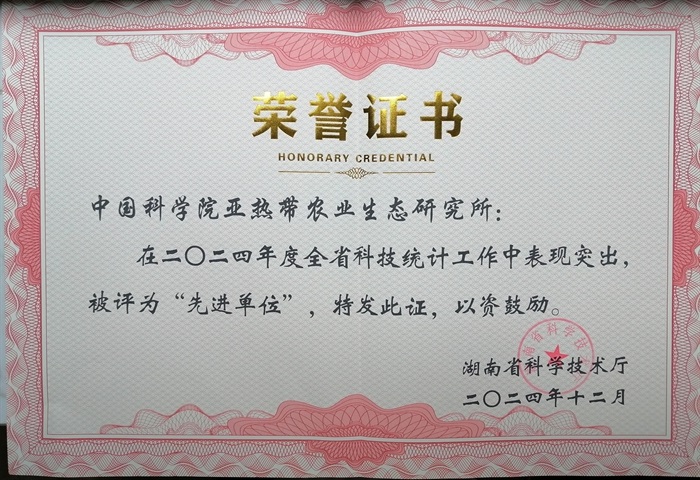 荣誉证书
HONORARY CREDENTIAL
中国科学院亚热带农业生态研究所：
在二〇二四年度全省科技统计工作中表现突出，
被评为“先进单位”，特发此证，以资鼓励。
湖南省科学技术厅
二〇二四年十二月